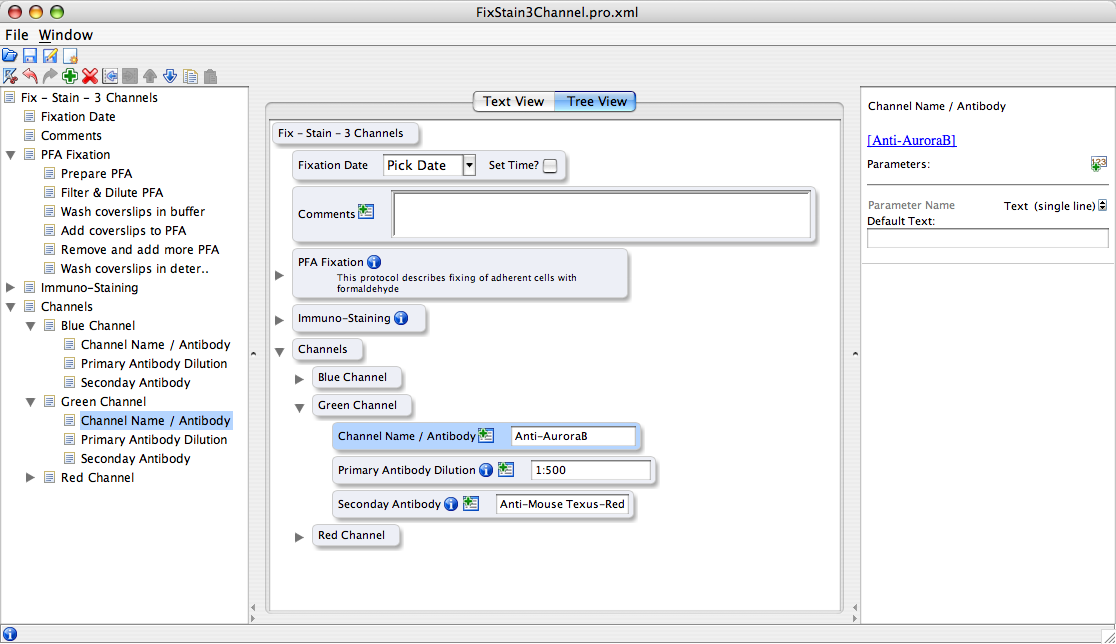 FixStain3Channel.pro.xml
File Window
Fix - Stain - 3 Channels
Fixation Date
Comments
PFA Fixation
Prepare PFA
Filter & Dilute PFA
Wash coverslips in buffer
Add coverslips to PFA
Remove and add more PFA
Wash coverslips in deter..
Immuno-Staining
Channels
Blue Channel
Channel Name / Antibody
Primary Antibody Dilution
Seconday Antibody
Green Channel
Channel Name / Antibody
Primary Antibody Dilution
Seconday Antibody
Red Channel
Text View Tree View
Fix - Stain - 3 Channels
Fixation Date Pick Date Set Time?
Comments
PFA Fixation
This protocol describes fixing of adherent cells with
formaldehyde
Immuno-Staining
Channels
Blue Channel
Green Channel
Channel Name / Antibody Anti-AuroraB
Primary Antibody Dilution 1:500
Seconday Antibody Anti-Mouse Texus-Red
Red Channel
Channel Name / Antibody
[Anti-AuroraB]
Parameters: 123
Parameter Name Text (single line)
Default Text: